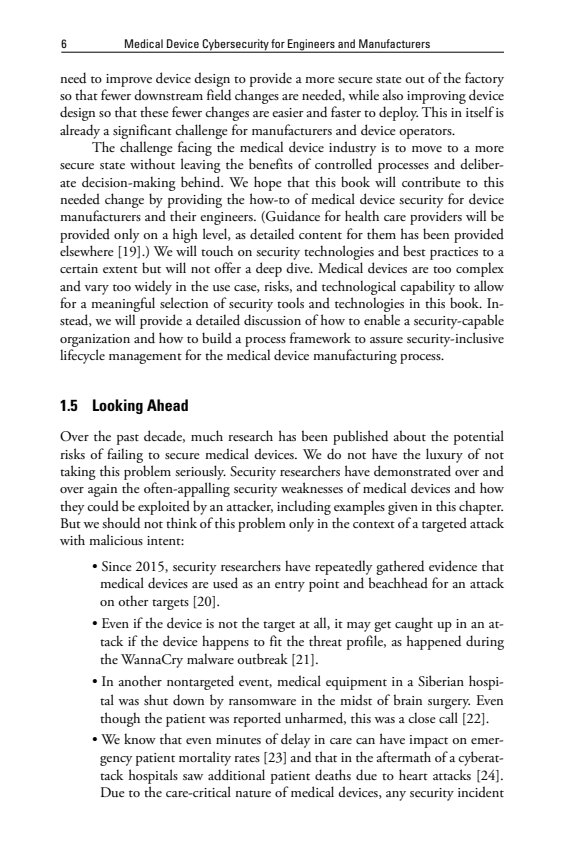 6 Medical Device Cybersecurity for Engineers and Manufacturers
need to improve device design to provide a more secure state out of the factory
so that fewer downstream field changes are needed, while also improving device
design so that these fewer changes are easier and faster to deploy. This in itself is
already a significant challenge for manufacturers and device operators.
The challenge facing the medical device industry is to move to a more
secure state without leaving the benefits of controlled processes and deliber-
ate decision-making behind. We hope that this book will contribute to this
needed change by providing the how-to of medical device security for device
manufacturers and their engineers. (Guidance for health care providers will be
provided only on a high level, as detailed content for them has been provided
elsewhere [19].) We will touch on security technologies and best practices to a
certain extent but will not offer a deep dive. Medical devices are too complex
and vary too widely in the use case, risks, and technological capability to allow
for a meaningful selection of security tools and technologies in this book. In-
stead, we will provide a detailed discussion of how to enable a security-capable
organization and how to build a process framework to assure security-inclusive
lifecycle management for the medical device manufacturing process.
1.5 Looking Ahead
Over the past decade, much research has been published about the potential
risks of failing to secure medical devices. We do not have the luxury of not
taking this problem seriously. Security researchers have demonstrated over and
over again the often-appalling security weaknesses of medical devices and how
they could be exploited by an attacker, including examples given in this chapter.
But we should not think of this problem only in the context of a targeted attack
with malicious intent:
• Since 2015, security researchers have repeatedly gathered evidence that
medical devices are used as an entry point and beachhead for an attack
on other targets [20].
• Even if the device is not the target at all, it may get caught up in an at-
tack if the device happens to fit the threat profile, as happened during
the WannaCry malware outbreak [21].
• In another nontargeted event, medical equipment in a Siberian hospi-
tal was shut down by ransomware in the midst of brain surgery. Even
though the patient was reported unharmed, this was a close call [22].
• We know that even minutes of delay in care can have impact on emer-
gency patient mortality rates [23] and that in the aftermath of a cyberat-
tack hospitals saw additional patient deaths due to heart attacks [24].
Due to the care-critical nature of medical devices, any security incident